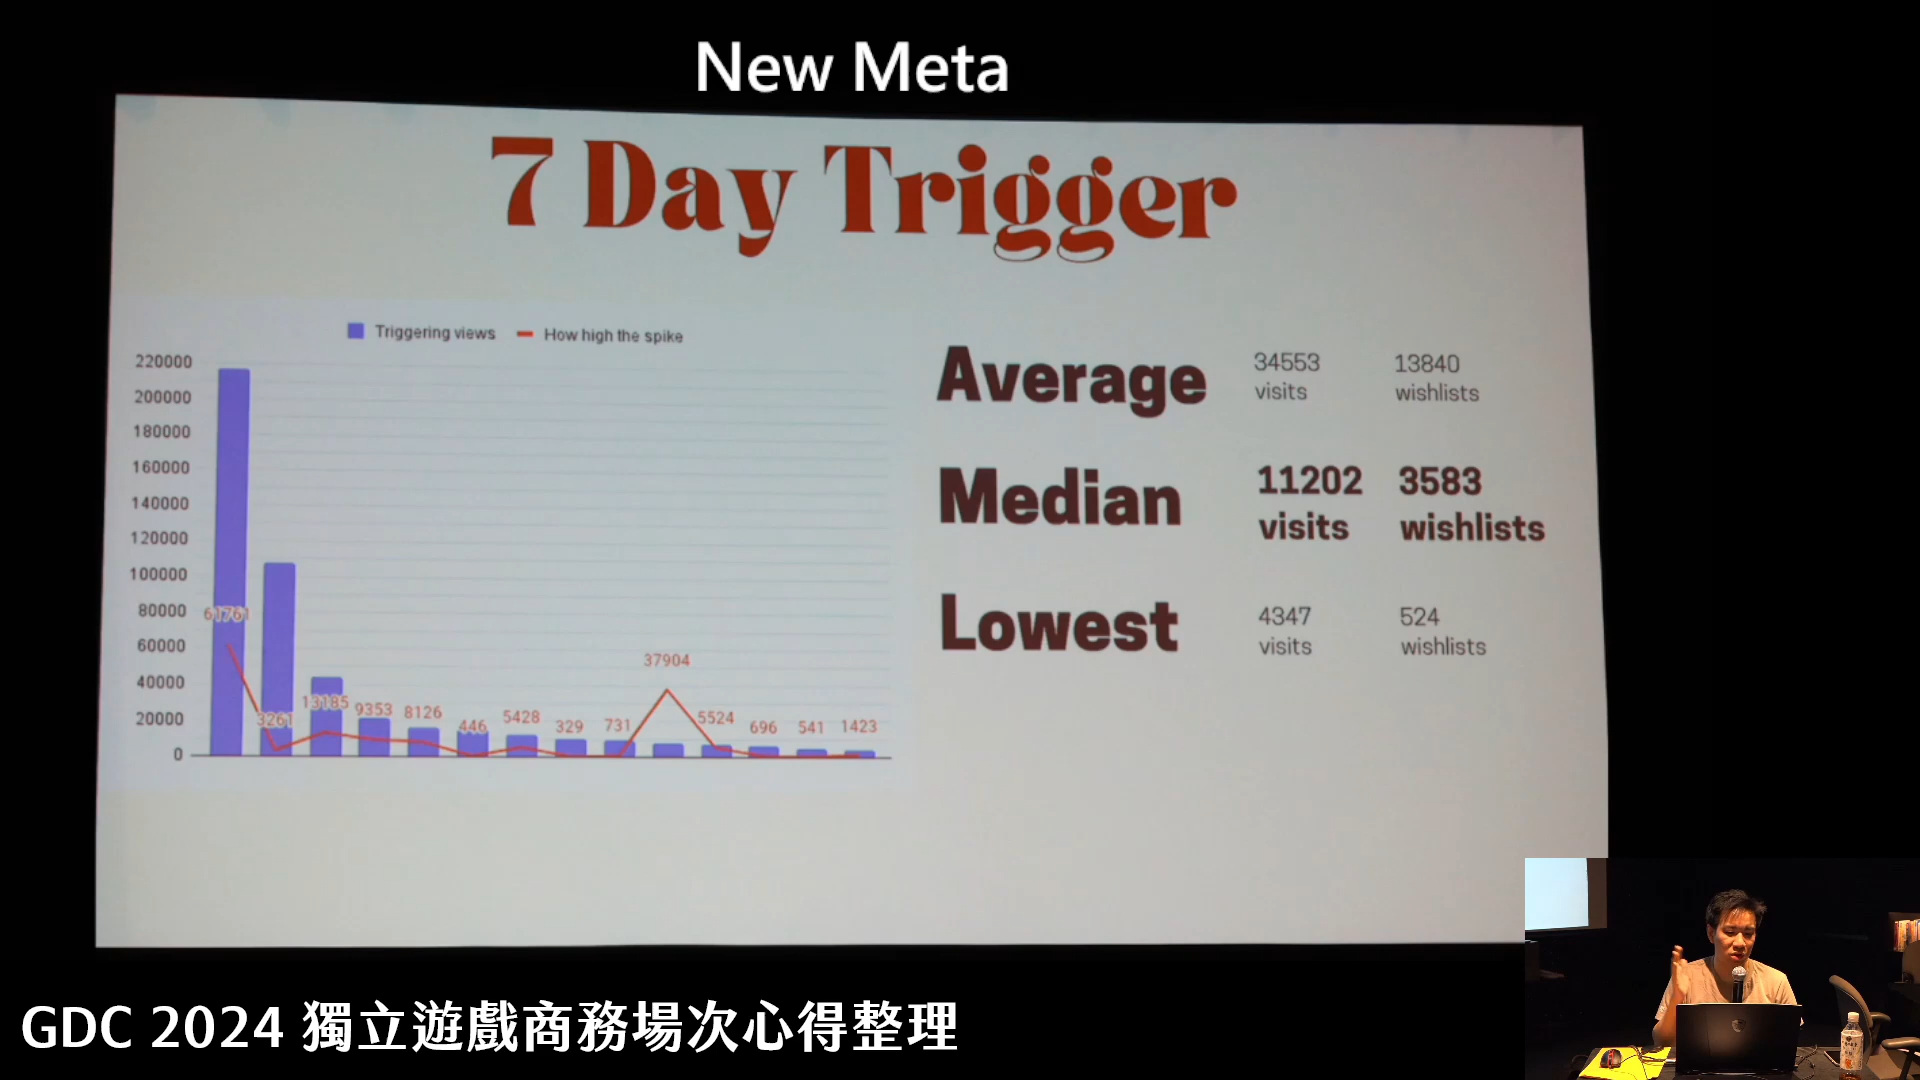 New Meta
7 Day Trigger
Triggering views
How high the spike
220000
200000
180000
160000
140000
120000
100000
80000
60000
40000
20000
0
61761
3261
13185
9353
8126
446
5428
329
731
37904
5524
696
541
1423
Average
34553
visits
13840
wishlists
Median
11202
visits
3583
wishlists
Lowest
4347
visits
524
wishlists
GDC 2024 獨立遊戲商務場次心得整理